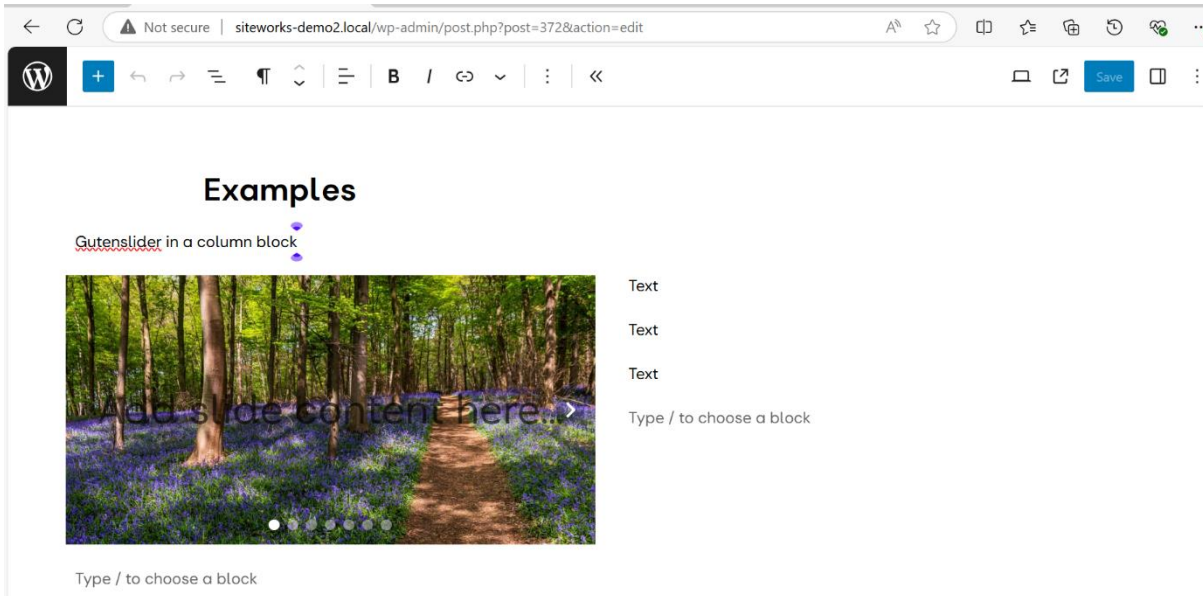 Not secure | siteworks-demo2.local/wp-admin/post.php?post=372&action=edit
B I Save
Examples
Gutenslider in a column block
Add slide content here...
Text
Text
Text
Type / to choose a block
Type / to choose a block